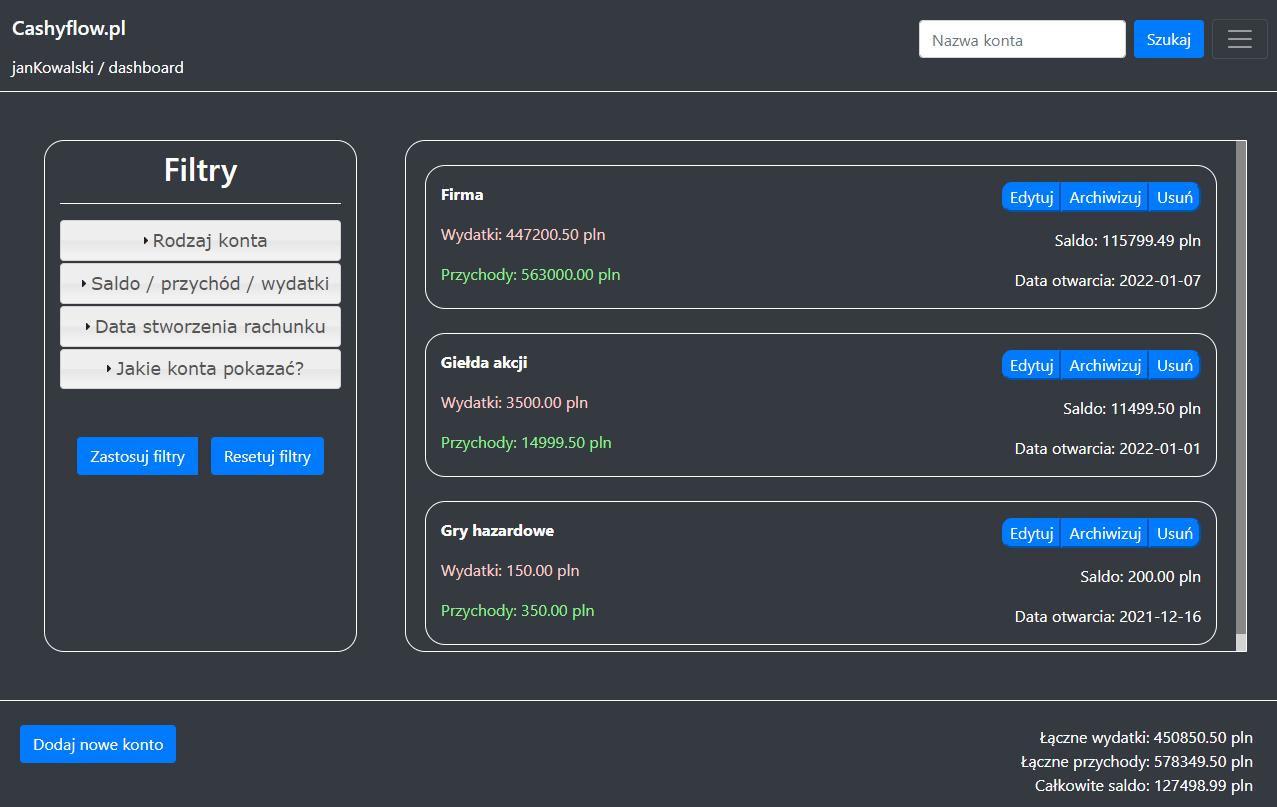 Cashyflow.pl
janKowalski / dashboard
Nazwa konta
Szukaj
Filtry
Rodzaj konta
Saldo / przychód / wydatki
Data stworzenia rachunku
Jakie konta pokazać?
Zastosuj filtry
Resetuj filtry
Firma
Edytuj Archiwizuj Usuń
Wydatki: 447200.50 pln
Saldo: 115799.49 pln
Przychody: 563000.00 pln
Data otwarcia: 2022-01-07
Giełda akcji
Edytuj Archiwizuj Usuń
Wydatki: 3500.00 pln
Saldo: 11499.50 pln
Przychody: 14999.50 pln
Data otwarcia: 2022-01-01
Gry hazardowe
Edytuj Archiwizuj Usuń
Wydatki: 150.00 pln
Saldo: 200.00 pln
Przychody: 350.00 pln
Data otwarcia: 2021-12-16
Dodaj nowe konto
Łączne wydatki: 450850.50 pln
Łączne przychody: 578349.50 pln
Całkowite saldo: 127498.99 pln